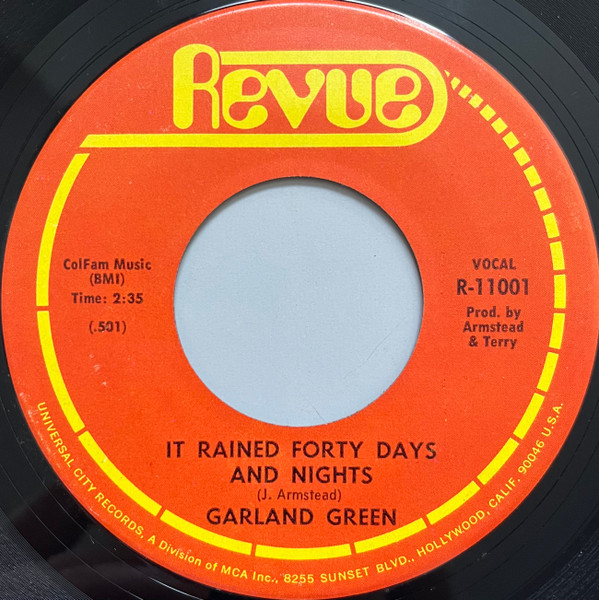 Revue
ColFam Music
(BMI)
Time: 2:35
(.501)
VOCAL
R-11001
Prod. by
Armstead
& Terry
IT RAINED FORTY DAYS
AND NIGHTS
(J. Armstead)
GARLAND GREEN
UNIVERSAL CITY RECORDS, A Division of MCA Inc., 8255 SUNSET BLVD., HOLLYWOOD, CALIF. 90046 U.S.A.